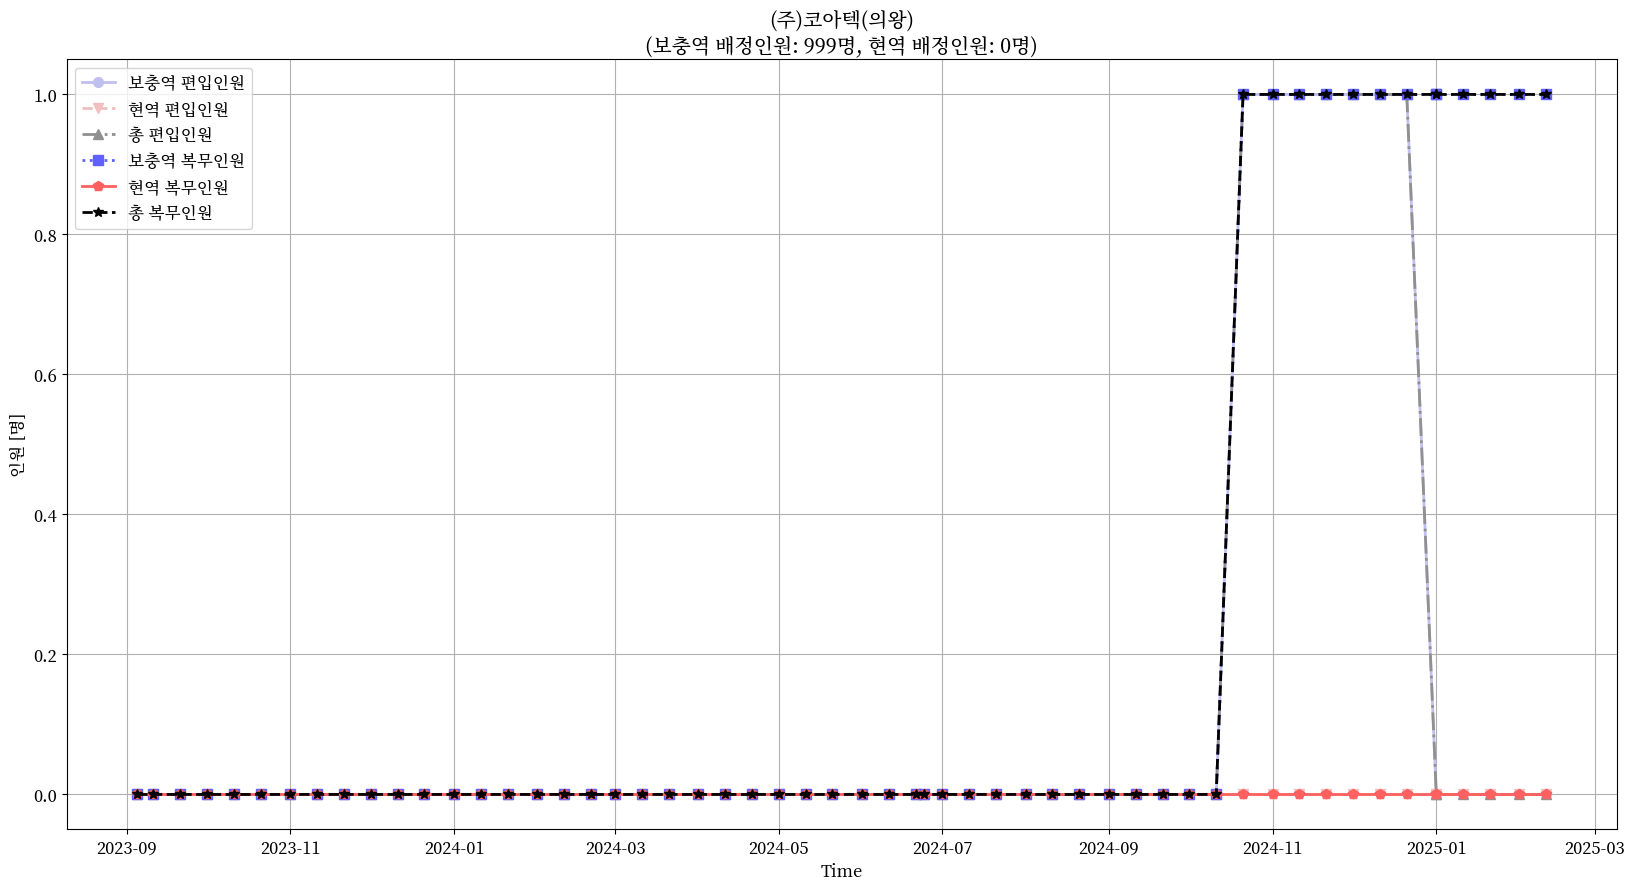 (주)코아텍(의왕)
(보충역 배정인원: 999명, 현역 배정인원: 0명)
보충역 편입인원
현역 편입인원
총 편입인원
보충역 복무인원
현역 복무인원
총 복무인원
1.0
0.8
0.6
0.4
0.2
0.0
인원 [명]
2023-09
2023-11
2024-01
2024-03
2024-05
2024-07
2024-09
2024-11
2025-01
2025-03
Time